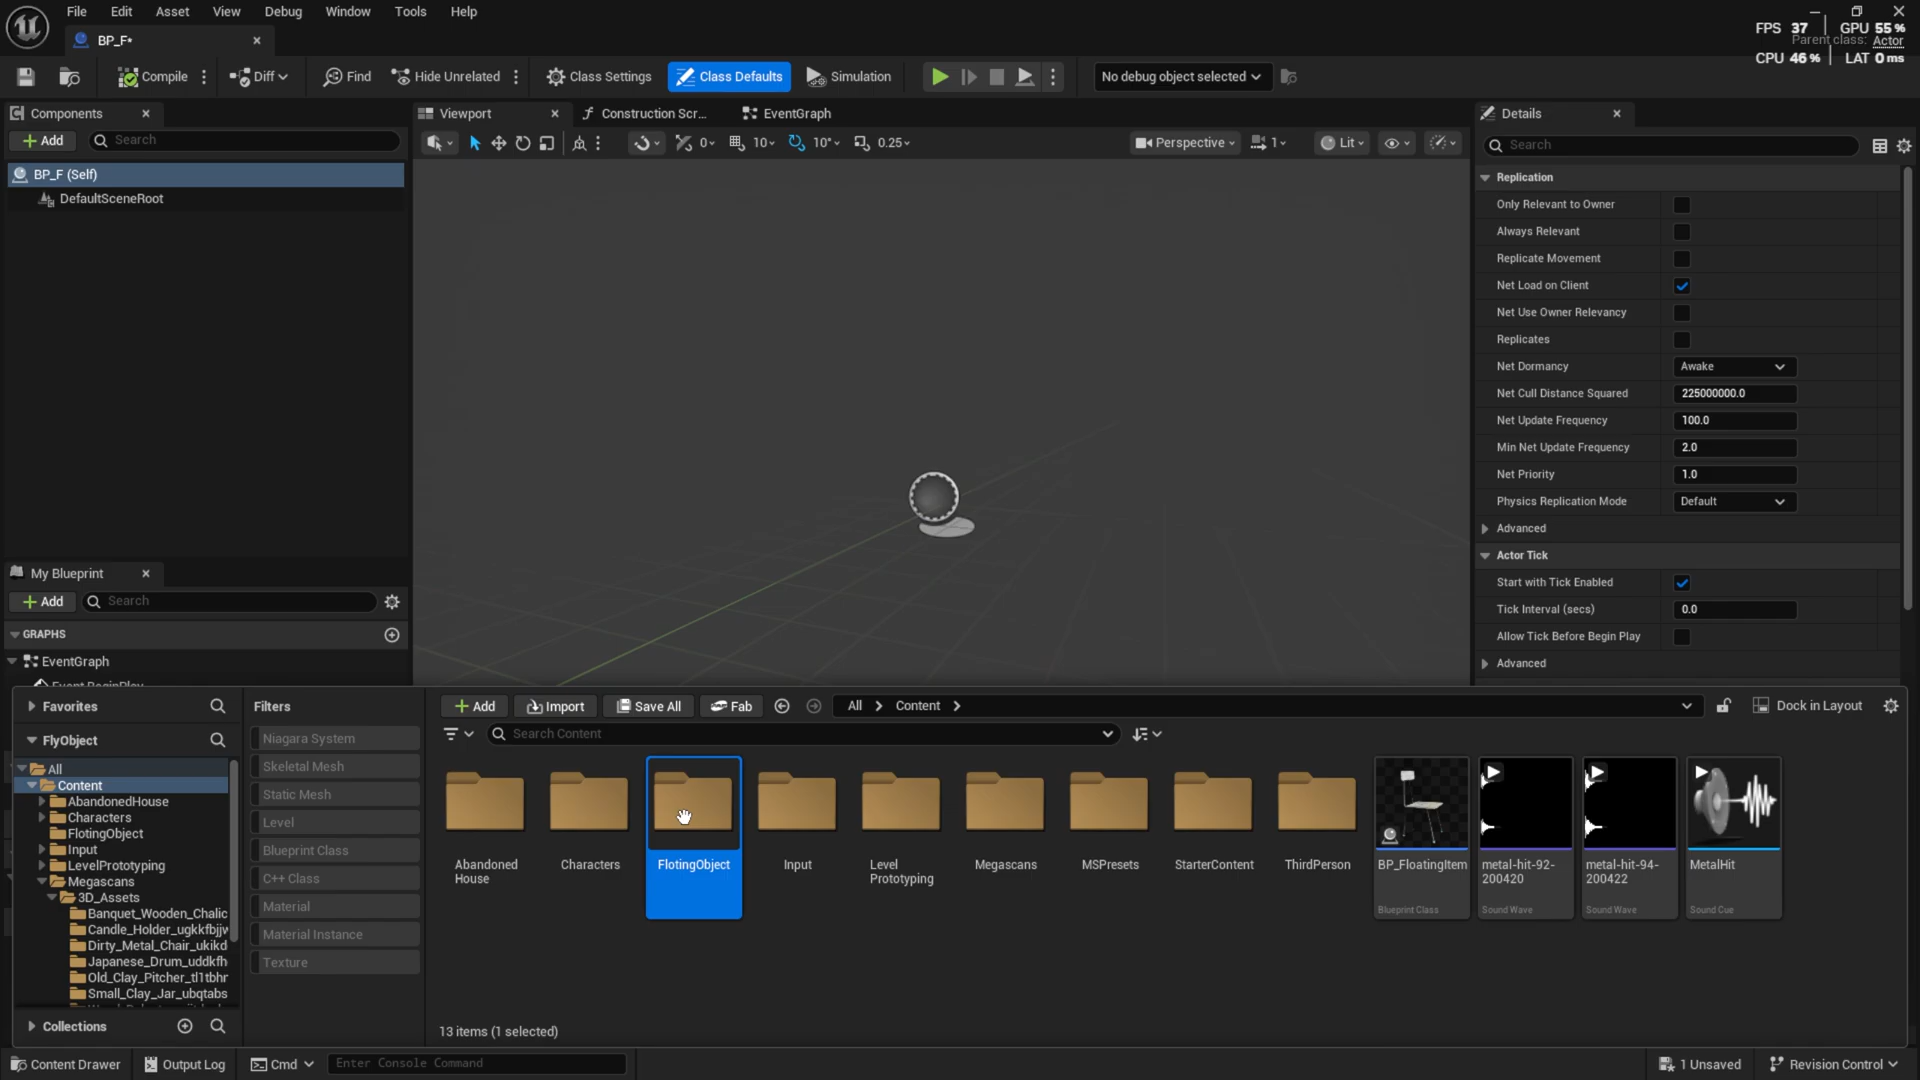 File Edit Asset View Debug Window Tools Help
FPS 37 GPU 55 %
BP_F*
Parent class: Actor
CPU 46 % LAT 0 ms
Compile Diff Find Hide Unrelated Class Settings Class Defaults Simulation No debug object selected
Components Viewport Construction Scr... EventGraph Details
Add Search 0 10 10° 0.25 Perspective 1 Lit Search
BP_F (Self)
DefaultSceneRoot
Replication
Only Relevant to Owner
Always Relevant
Replicate Movement
Net Load on Client
Net Use Owner Relevancy
Replicates
Net Dormancy Awake
Net Cull Distance Squared 225000000.0
Net Update Frequency 100.0
Min Net Update Frequency 2.0
Net Priority 1.0
Physics Replication Mode Default
Advanced
Actor Tick
Start with Tick Enabled
Tick Interval (secs) 0.0
Allow Tick Before Begin Play
Advanced
My Blueprint
Add Search
GRAPHS
EventGraph
Event BeginPlay
Favorites
FlyObject
All
Content
AbandonedHouse
Characters
FlotingObject
Input
LevelPrototyping
Megascans
3D_Assets
Banquet_Wooden_Chalic
Candle_Holder_ugkkfbjjw
Dirty_Metal_Chair_ukikd
Japanese_Drum_uddkfh
Old_Clay_Pitcher_tl1tbhr
Small_Clay_Jar_ubqtabs
Collections
Filters
Niagara System
Skeletal Mesh
Static Mesh
Level
Blueprint Class
C++ Class
Material
Material Instance
Texture
Add Import Save All Fab All Content Dock in Layout
Search Content
Abandoned House
Characters
FlotingObject
Input
Level Prototyping
Megascans
MSPresets
StarterContent
ThirdPerson
BP_FloatingItem
Blueprint Class
metal-hit-92-
200420
Sound Wave
metal-hit-94-
200422
Sound Wave
MetalHit
Sound Cue
13 items (1 selected)
Content Drawer Output Log Cmd Enter Console Command 1 Unsaved Revision Control